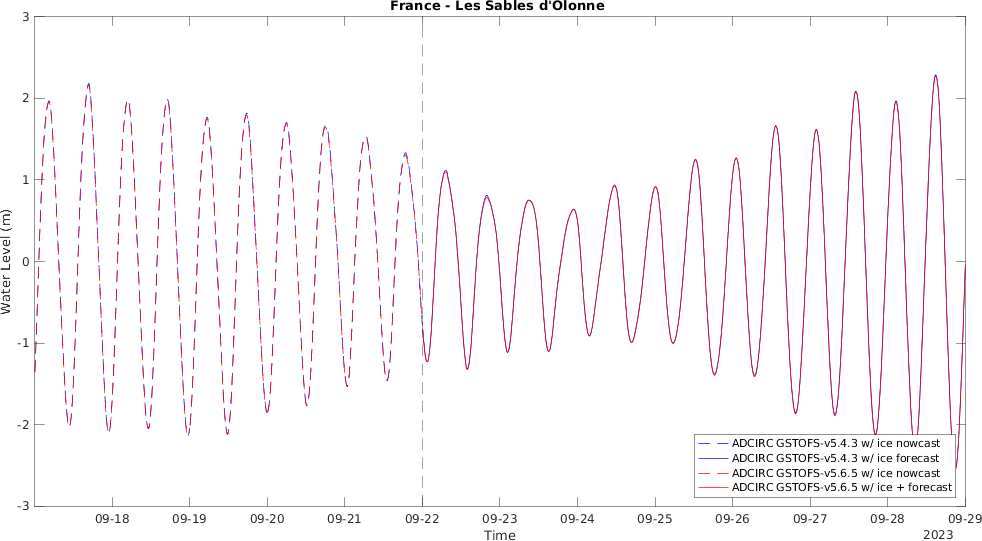 France - Les Sables d'Olonne
3
2
1
0
-1
-2
-3
Water Level (m)
ADCIRC GSTOFS-v5.4.3 w/ ice nowcast
ADCIRC GSTOFS-v5.4.3 w/ ice forecast
ADCIRC GSTOFS-v5.6.5 w/ ice nowcast
ADCIRC GSTOFS-v5.6.5 w/ ice + forecast
09-18 09-19 09-20 09-21 09-22 09-23 09-24 09-25 09-26 09-27 09-28 09-29
Time
2023